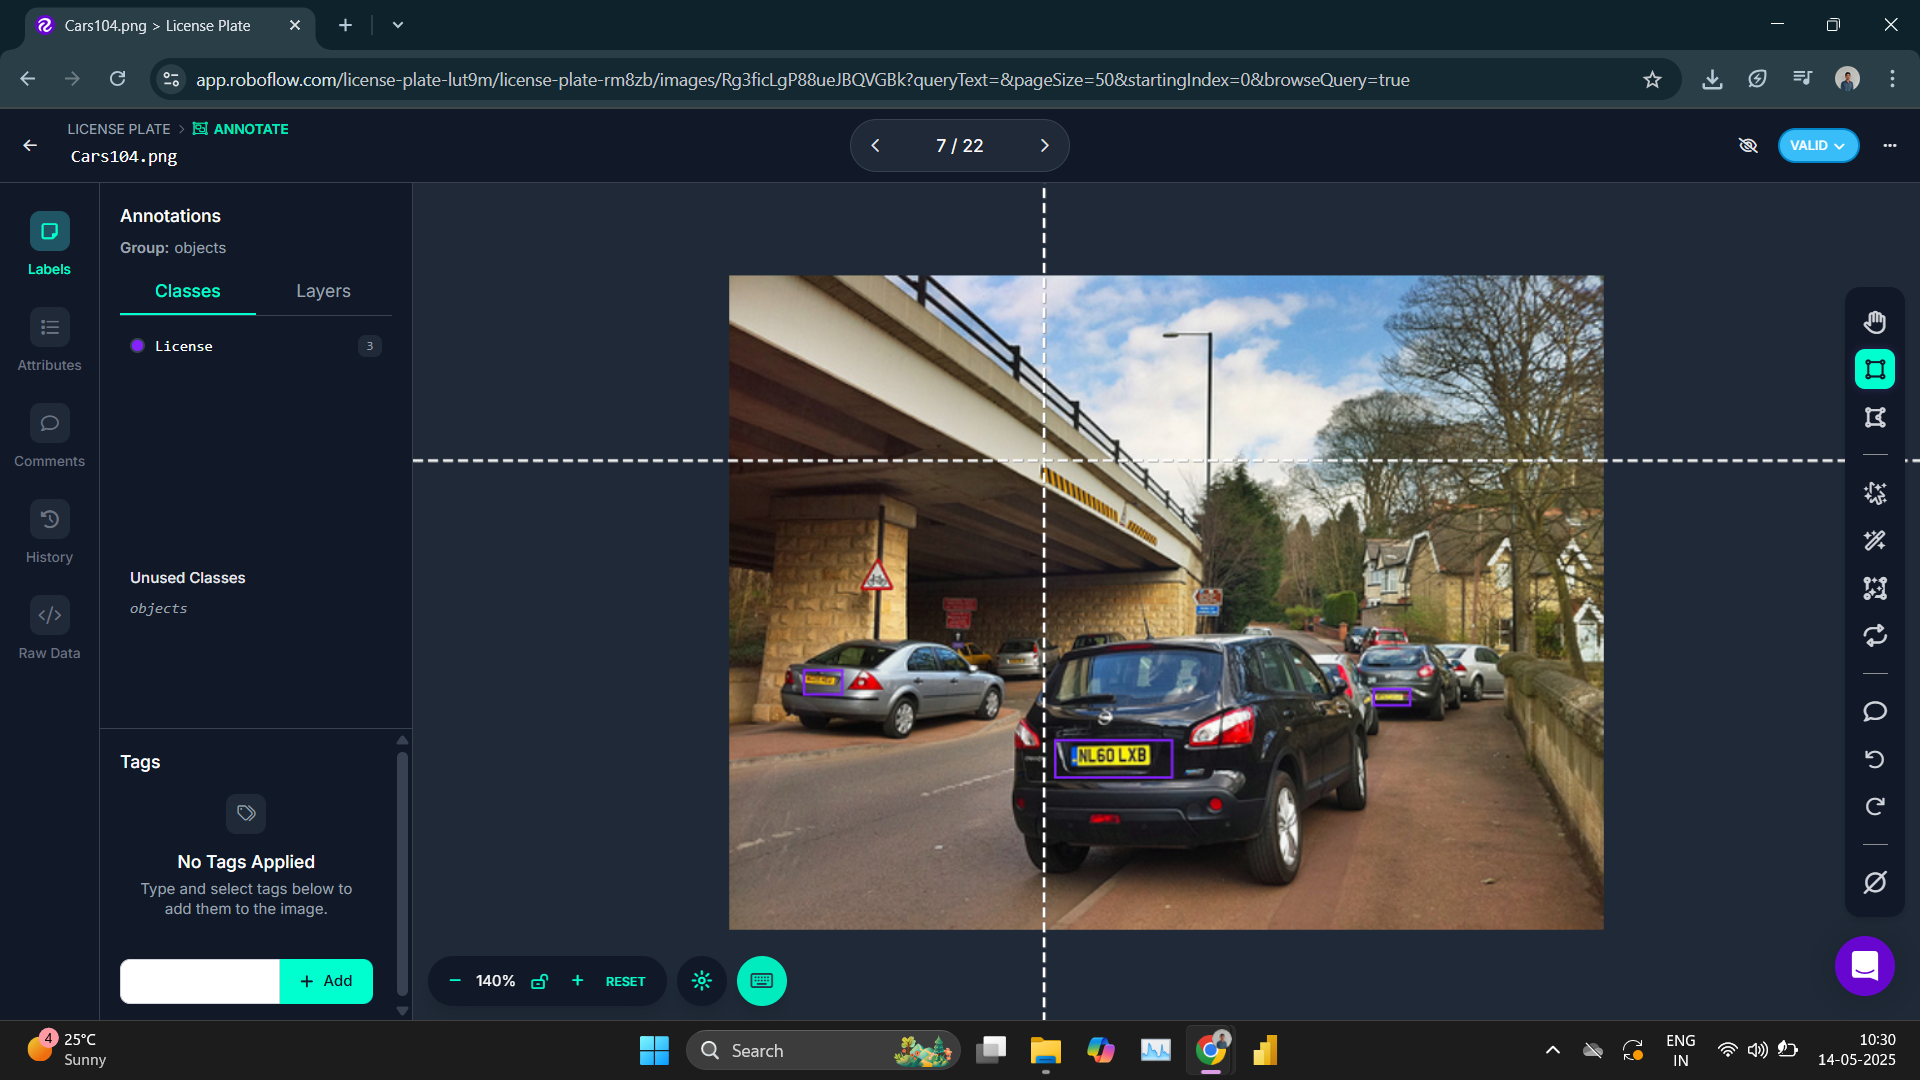 Cars104.png > License Plate
app.roboflow.com/license-plate-lut9m/license-plate-rm8zb/images/Rg3ficLgP88ueJBQVGBk?queryText=&pageSize=50&startingIndex=0&browseQuery=true
LICENSE PLATE > ANNOTATE
Cars104.png
7 / 22
VALID
Labels
Attributes
Comments
History
Raw Data
Annotations
Group: objects
Classes
Layers
License
3
Unused Classes
objects
NL60 LXB
Tags
No Tags Applied
Type and select tags below to
add them to the image.
+ Add
140%
RESET
4
25°C
Sunny
Search
ENG
IN
10:30
14-05-2025